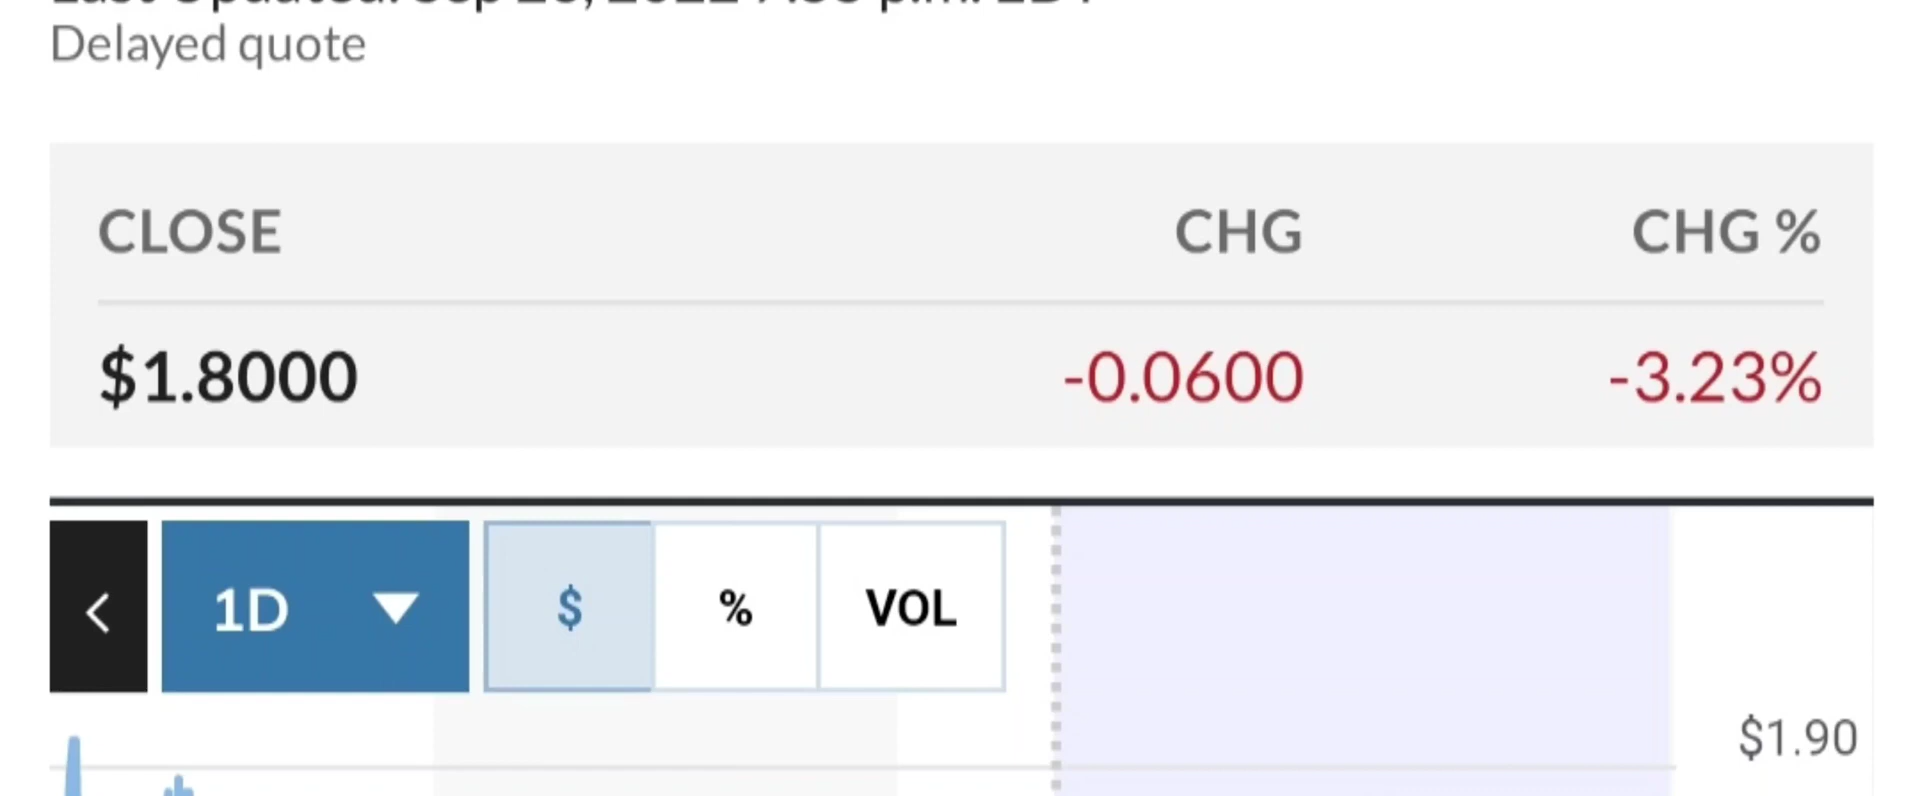 Delayed quote
CLOSE CHG CHG %
$1.8000 -0.0600 -3.23%
1D $ % VOL
$1.90